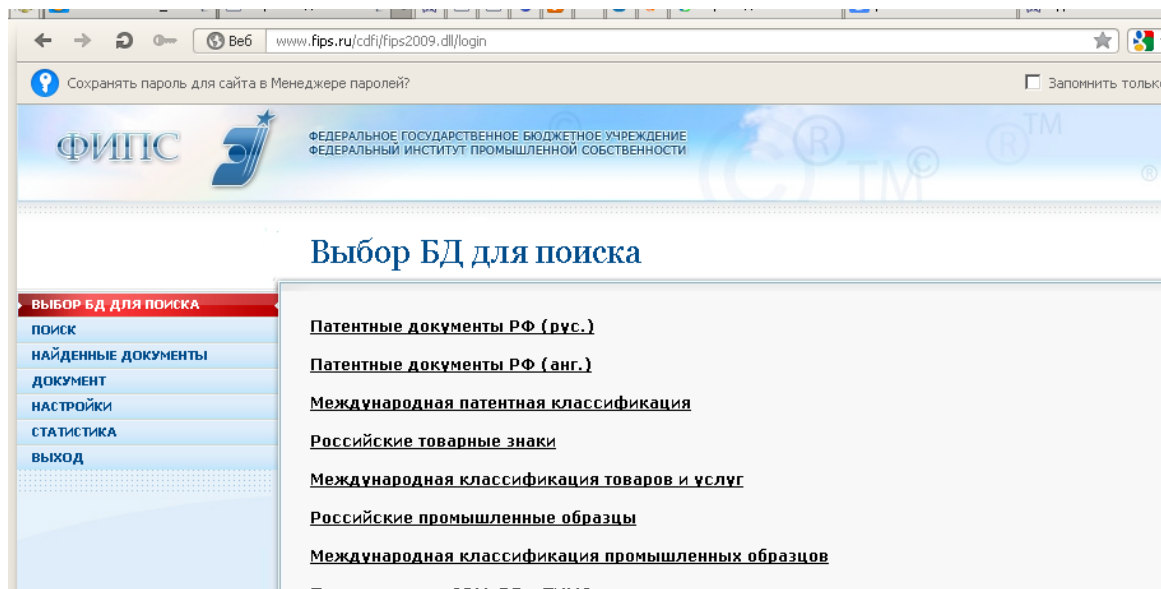 Веб
www.fips.ru/cdfi/fips2009.dll/login
Сохранять пароль для сайта в Менеджере паролей?
Запомнить
ФИПС
ФЕДЕРАЛЬНОЕ ГОСУДАРСТВЕННОЕ БЮДЖЕТНОЕ УЧРЕЖДЕНИЕ
ФЕДЕРАЛЬНЫЙ ИНСТИТУТ ПРОМЫШЛЕННОЙ СОБСТВЕННОСТИ
© ® © ® TM
(C) TM ®
Выбор БД для поиска
ВЫБОР БД ДЛЯ ПОИСКА
ПОИСК
НАЙДЕННЫЕ ДОКУМЕНТЫ
ДОКУМЕНТ
НАСТРОЙКИ
СТАТИСТИКА
ВЫХОД
Патентные документы РФ (рус.)
Патентные документы РФ (анг.)
Международная патентная классификация
Российские товарные знаки
Международная классификация товаров и услуг
Российские промышленные образцы
Международная классификация промышленных образцов